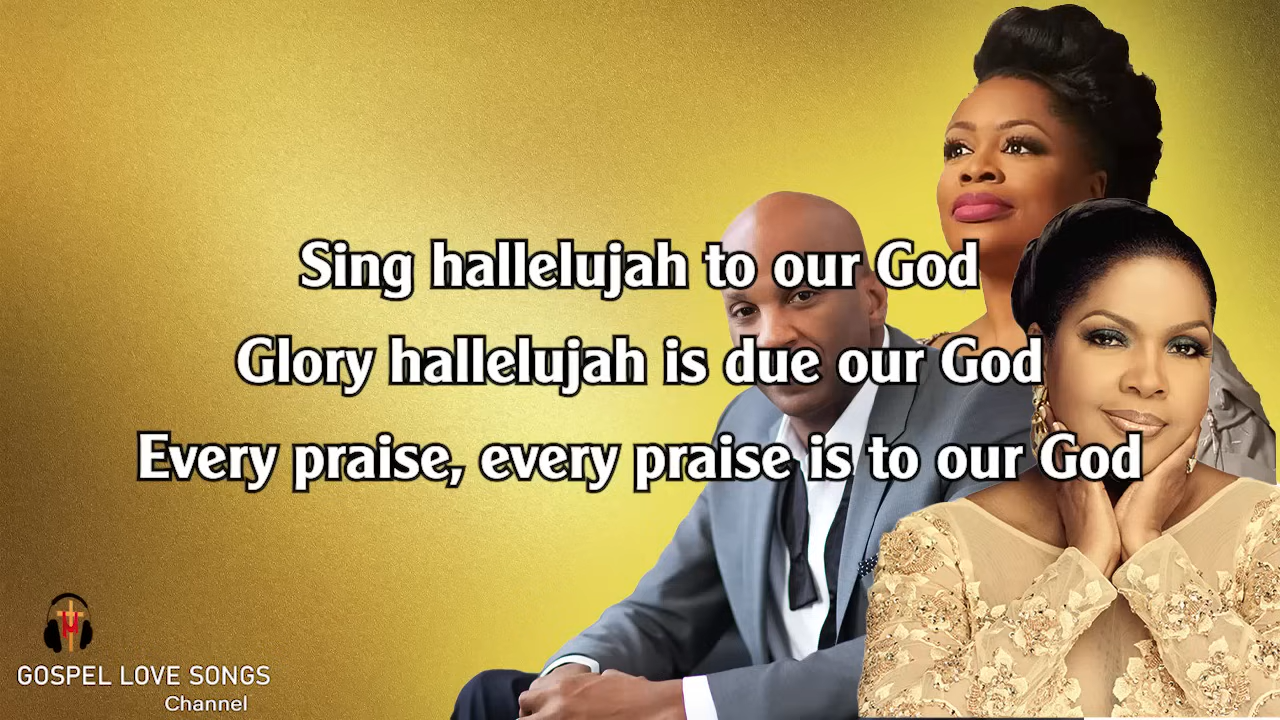 Sing hallelujah to our God
Glory hallelujah is due our God
Every praise, every praise is to our God
GOSPEL LOVE SONGS
Channel